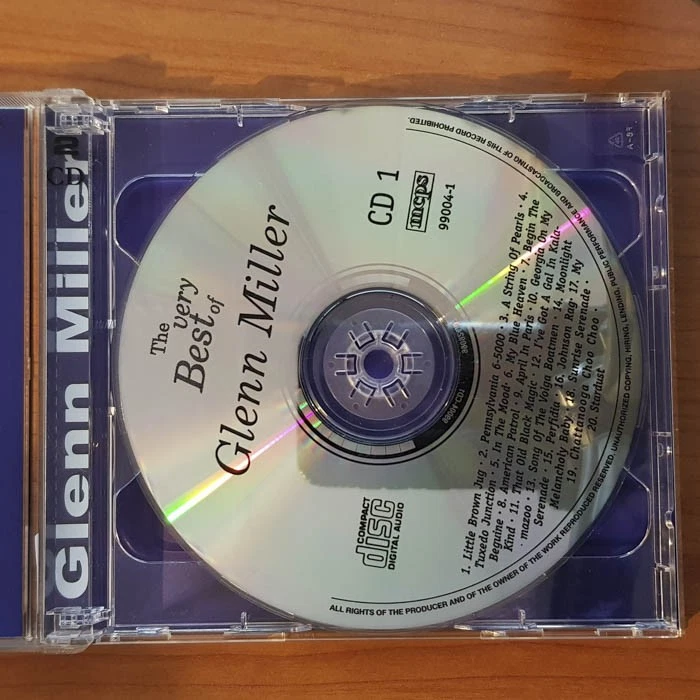 2
CD
Glenn Miller
The
very
Best of
Glenn Miller
CD 1
mcps
99004-1
COMPACT
disc
DIGITAL AUDIO
1. Little Brown Jug · 2. Pennsylvania 6-5000 · 3. A String Of Pearls · 4.
Tuxedo Junction · 5. In The Mood · 6. My Blue Heaven · 7. Begin The
Beguine · 8. American Patrol · 9. April In Paris · 10. Georgia On My
Kind · 11. That Old Black Magic · 12. I've Got A Gal In Kala-
mazoo · 13. Song Of The Volga Boatmen · 14. Moonlight
Serenade · 15. Perfidia · 16. Johnson Rag · 17. My
Melancholy Baby · 18. Sunrise Serenade ·
19. Chattanooga Choo Choo ·
20. Stardust
ALL RIGHTS OF THE PRODUCER AND OF THE OWNER OF THE WORK REPRODUCED RESERVED. UNAUTHORIZED COPYING, HIRING, LENDING, PUBLIC PERFORMANCE AND BROADCASTING OF THIS RECORD PROHIBITED.